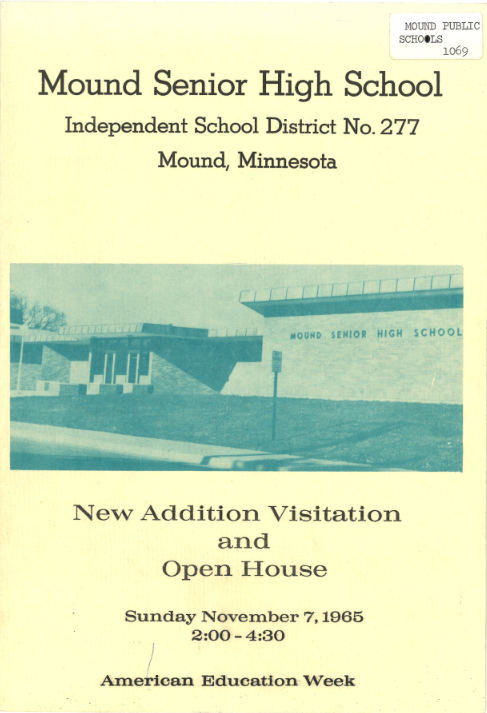 MOUND PUBLIC
SCHOOLS
1069
Mound Senior High School
Independent School District No. 277
Mound, Minnesota
MOUND SENIOR HIGH SCHOOL
New Addition Visitation
and
Open House
Sunday November 7, 1965
2:00 - 4:30
American Education Week